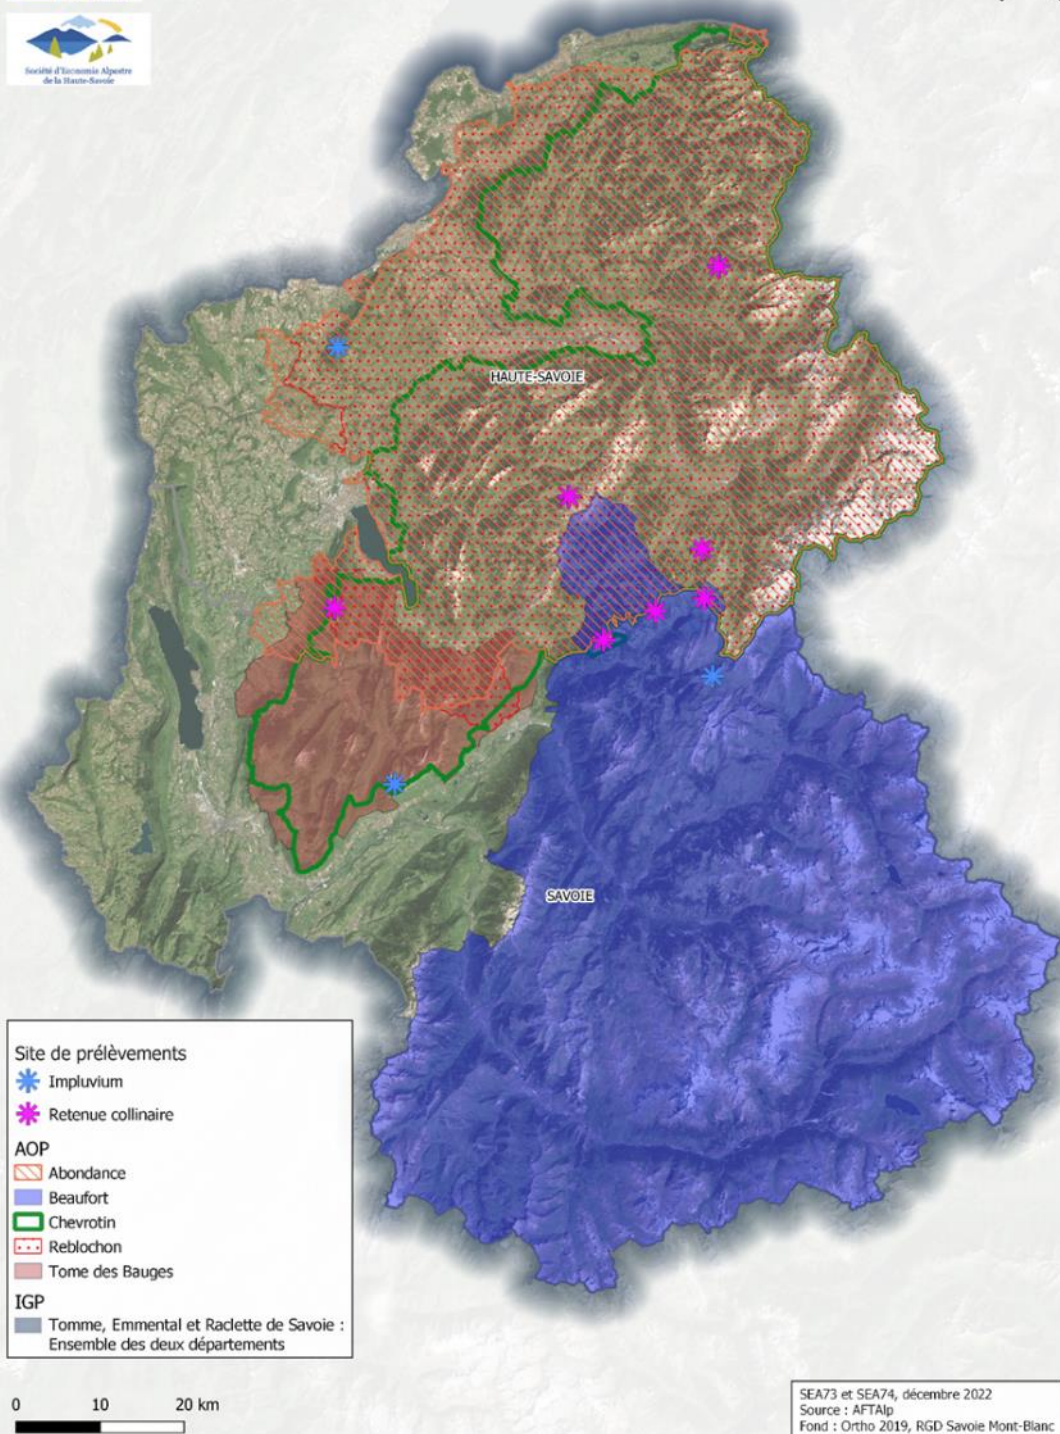 Société d'Economie Alpestre
de la Haute-Savoie
HAUTE-SAVOIE
SAVOIE
Site de prélèvements
Impluvium
Retenue collinaire
AOP
Abondance
Beaufort
Chevrotin
Reblochon
Tome des Bauges
IGP
Tomme, Emmental et Raclette de Savoie :
Ensemble des deux départements
0 10 20 km
SEA73 et SEA74, décembre 2022
Source : AFTAlp
Fond : Ortho 2019, RGD Savoie Mont-Blanc